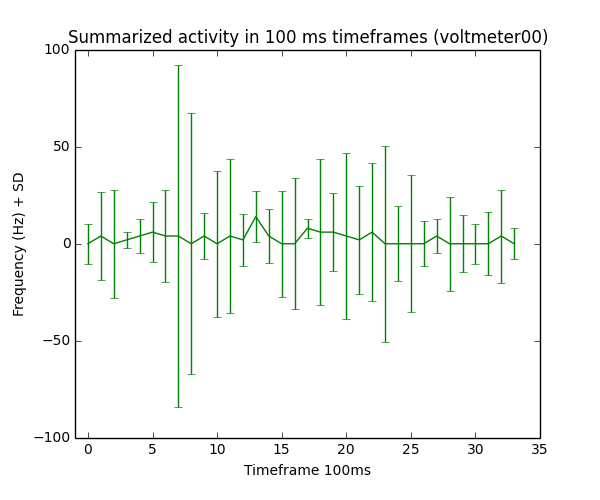 Summarized activity in 100 ms timeframes (voltmeter00)
100
50
0
−50
−100
Frequency (Hz) + SD
0 5 10 15 20 25 30 35
Timeframe 100ms